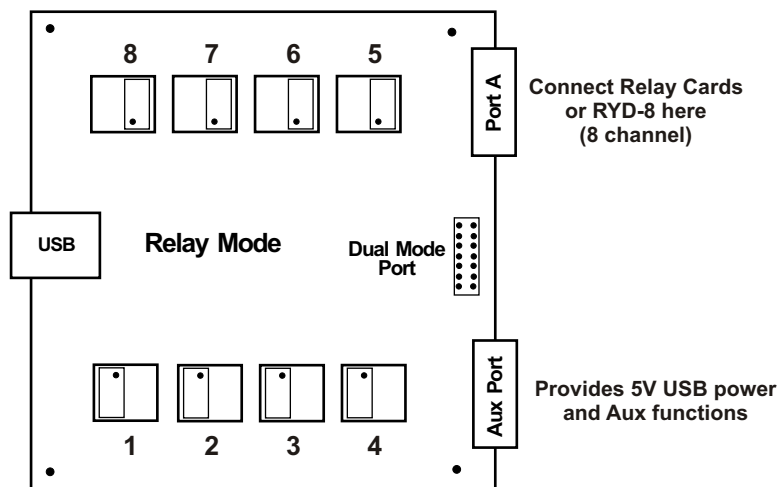 8 7 6 5
Port A
Connect Relay Cards
or RYD-8 here
(8 channel)
USB
Relay Mode
Dual Mode
Port
Aux Port
Provides 5V USB power
and Aux functions
1 2 3 4